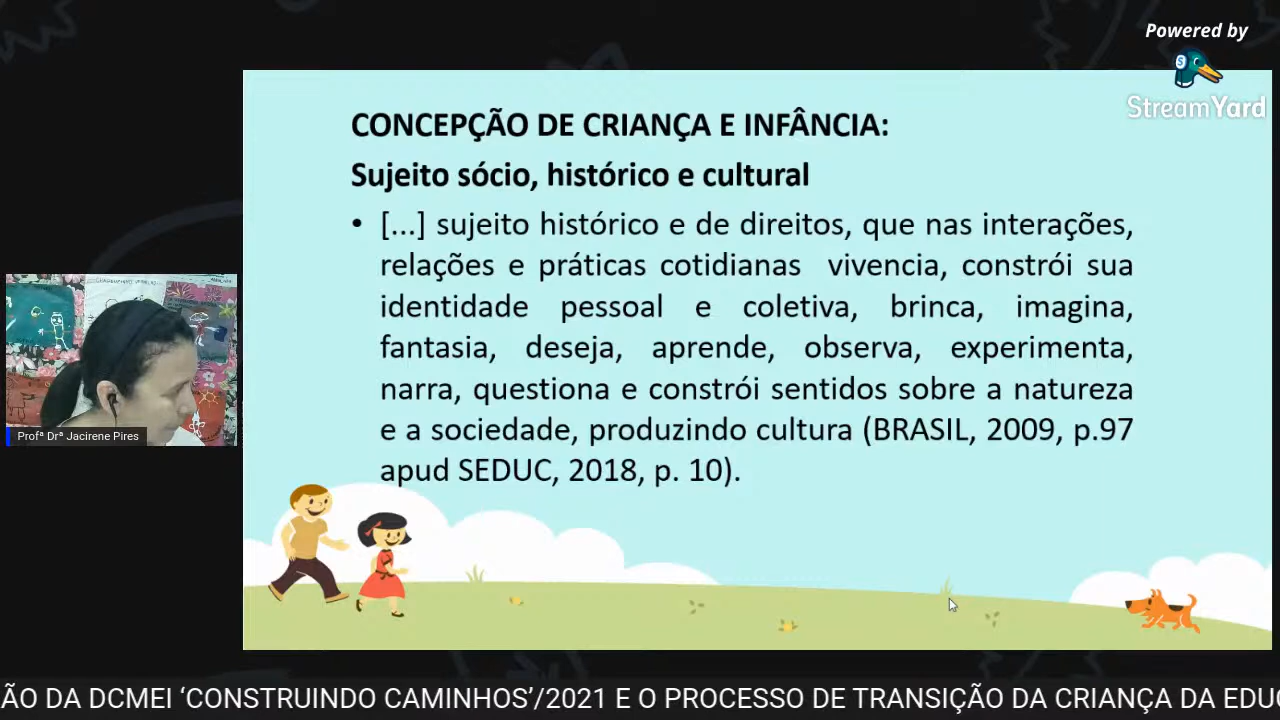 Powered by
StreamYard
CONCEPÇÃO DE CRIANÇA E INFÂNCIA:
Sujeito sócio, histórico e cultural
• [...] sujeito histórico e de direitos, que nas interações,
relações e práticas cotidianas vivencia, constrói sua
identidade pessoal e coletiva, brinca, imagina,
fantasia, deseja, aprende, observa, experimenta,
narra, questiona e constrói sentidos sobre a natureza
e a sociedade, produzindo cultura (BRASIL, 2009, p.97
apud SEDUC, 2018, p. 10).
Profª Drª Jacirene Pires
ÃO DA DCMEI ‘CONSTRUINDO CAMINHOS’/2021 E O PROCESSO DE TRANSIÇÃO DA CRIANÇA DA EDU